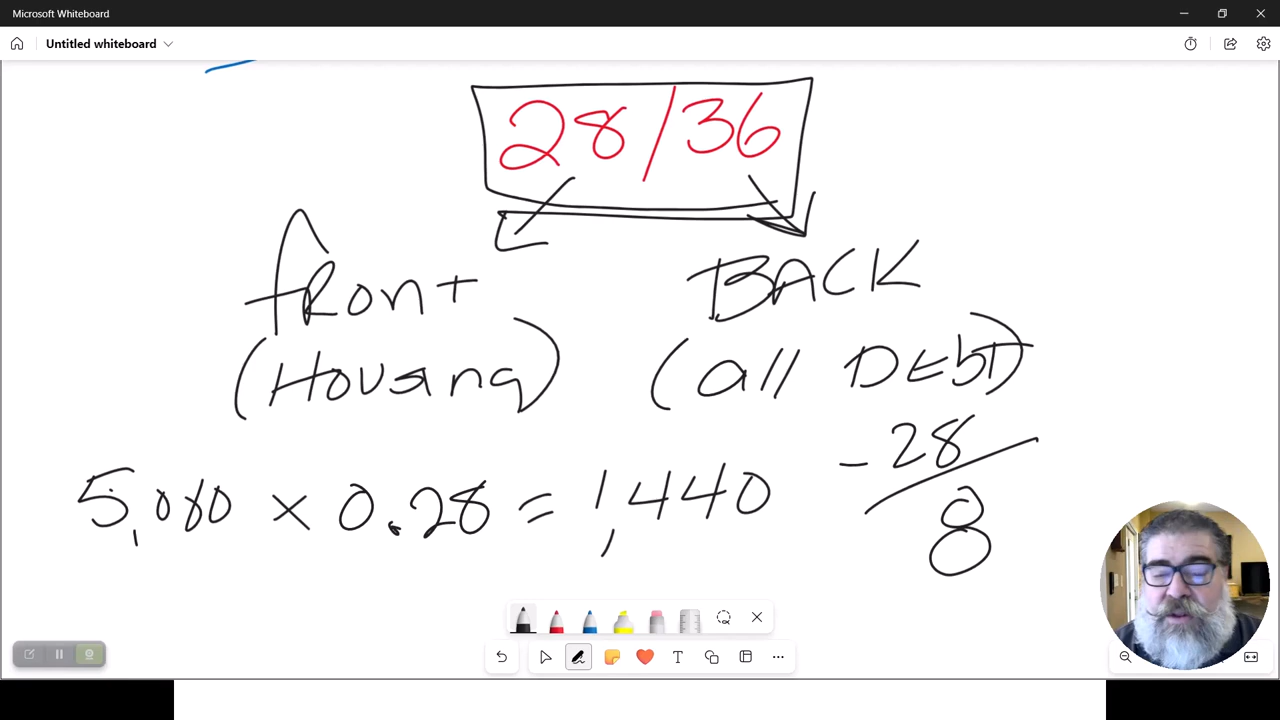 Microsoft Whiteboard
Untitled whiteboard
28/36
front BACK
(Housing) (all DEbT)
- 28
5,000 x 0.28 = 1,440
8